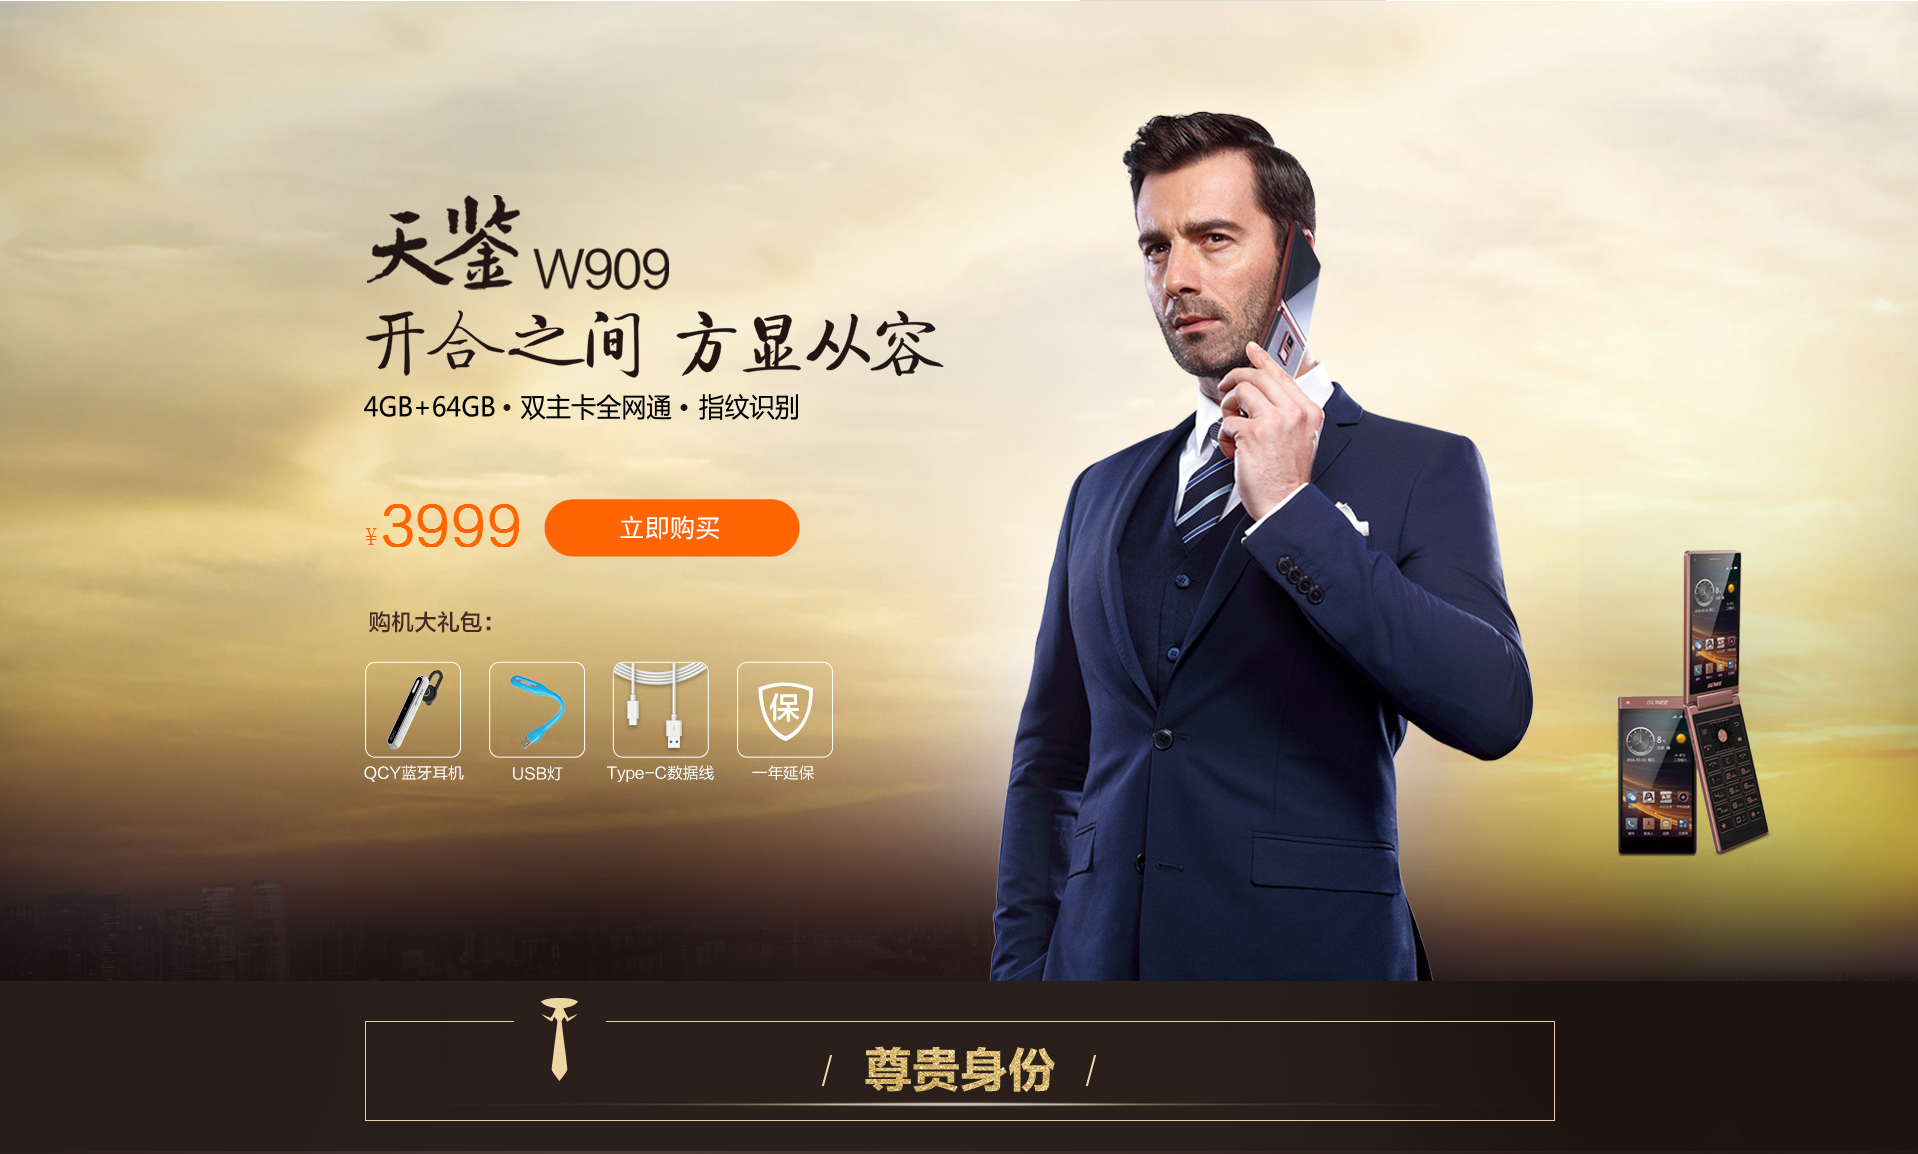 天鉴 W909
开合之间 方显从容
4GB+64GB • 双主卡全网通 • 指纹识别
¥3999 立即购买
购机大礼包：
保
QCY蓝牙耳机 USB灯 Type-C数据线 一年延保
GIONEE
GIONEE
/ 尊贵身份 /